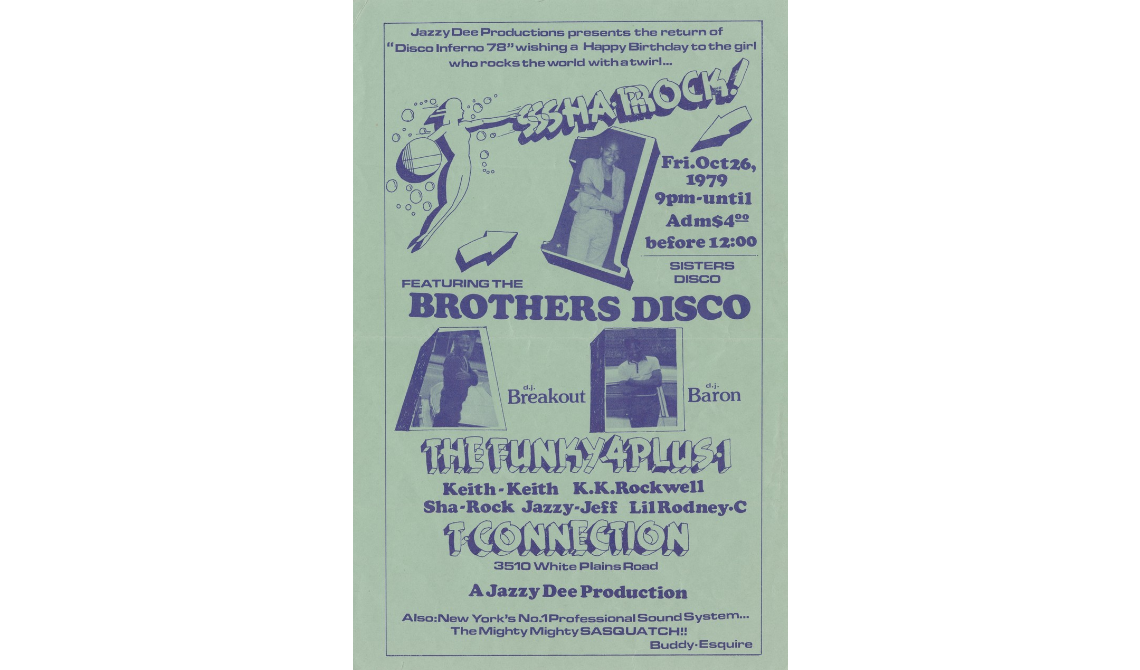 Jazzy Dee Productions presents the return of
"Disco Inferno 78" wishing a Happy Birthday to the girl
who rocks the world with a twirl...
SSSHA·ROCK!
Fri. Oct 26,
1979
9pm-until
Adm $4.00
before 12:00
SISTERS
DISCO
FEATURING THE
BROTHERS DISCO
d.j.
Breakout
d.j.
Baron
THE FUNKY 4 PLUS·1
Keith-Keith K.K.Rockwell
Sha-Rock Jazzy-Jeff Lil Rodney·C
T·CONNECTION
3510 White Plains Road
A Jazzy Dee Production
Also: New York's No.1 Professional Sound System...
The Mighty Mighty SASQUATCH!!
Buddy·Esquire